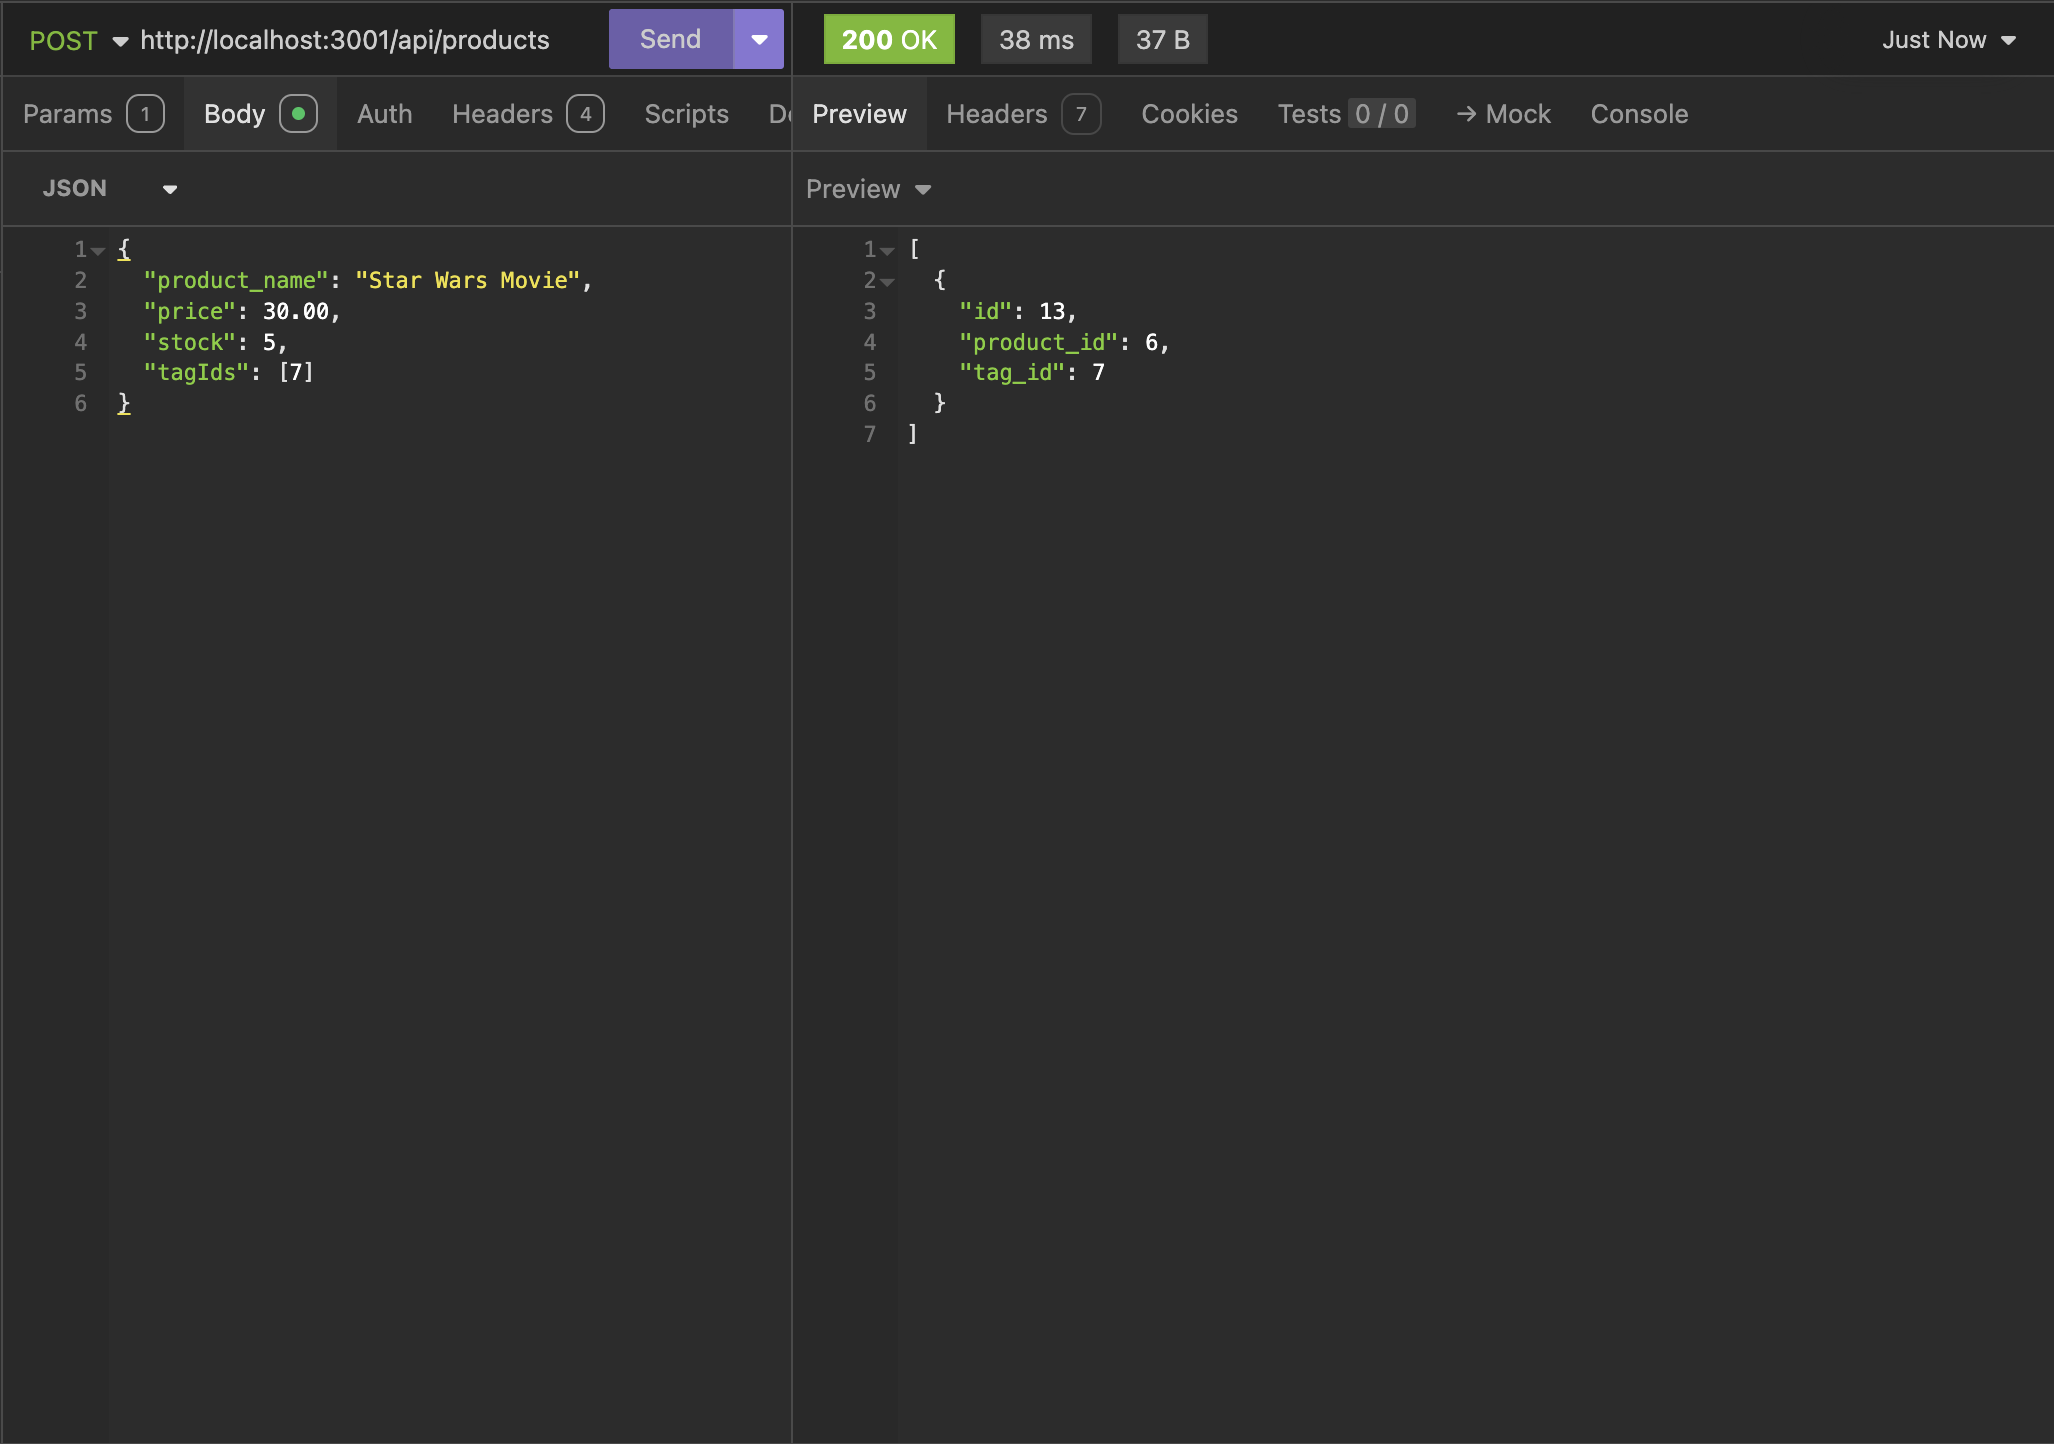 POST http://localhost:3001/api/products Send 200 OK 38 ms 37 B Just Now
Params 1 Body Auth Headers 4 Scripts Do Preview Headers 7 Cookies Tests 0 / 0 → Mock Console
JSON
Preview
1 {
2 "product_name": "Star Wars Movie",
3 "price": 30.00,
4 "stock": 5,
5 "tagIds": [7]
6 }
1 [
2 {
3 "id": 13,
4 "product_id": 6,
5 "tag_id": 7
6 }
7 ]